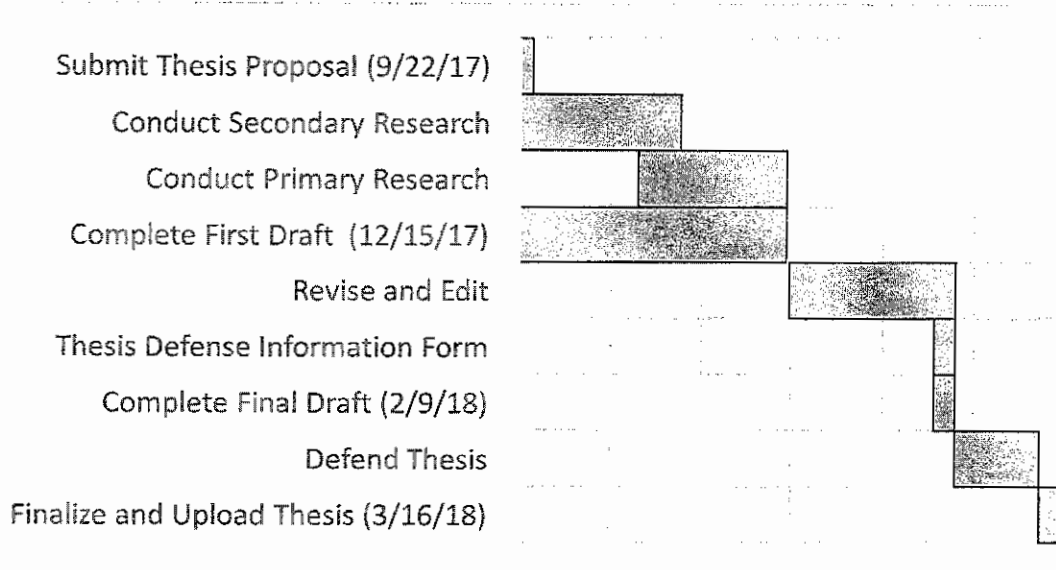 Submit Thesis Proposal (9/22/17)
Conduct Secondary Research
Conduct Primary Research
Complete First Draft (12/15/17)
Revise and Edit
Thesis Defense Information Form
Complete Final Draft (2/9/18)
Defend Thesis
Finalize and Upload Thesis (3/16/18)